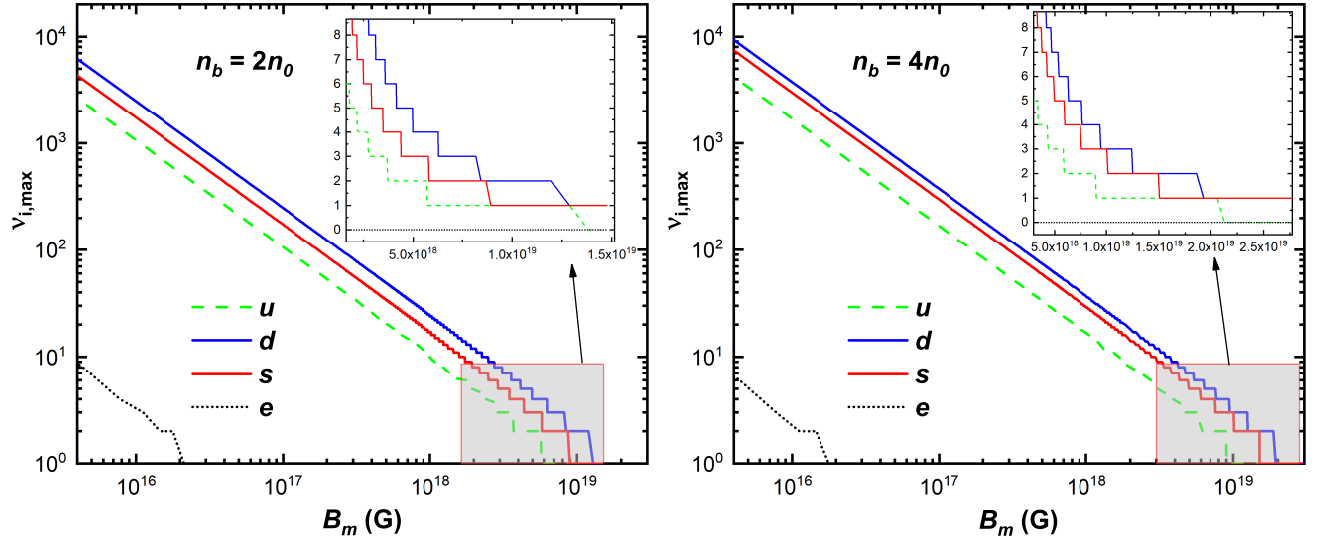 n_b = 2n_0
8
7
6
5
4
3
2
1
0
5.0x10^18
1.0x10^19
1.5x10^19
ν_i,max
10^4
10^3
10^2
10^1
10^0
u
d
s
e
10^16
10^17
10^18
10^19
B_m (G)
n_b = 4n_0
8
7
6
5
4
3
2
1
0
5.0x10^18
1.0x10^19
1.5x10^19
2.0x10^19
2.5x10^19
ν_i,max
10^4
10^3
10^2
10^1
10^0
u
d
s
e
10^16
10^17
10^18
10^19
B_m (G)